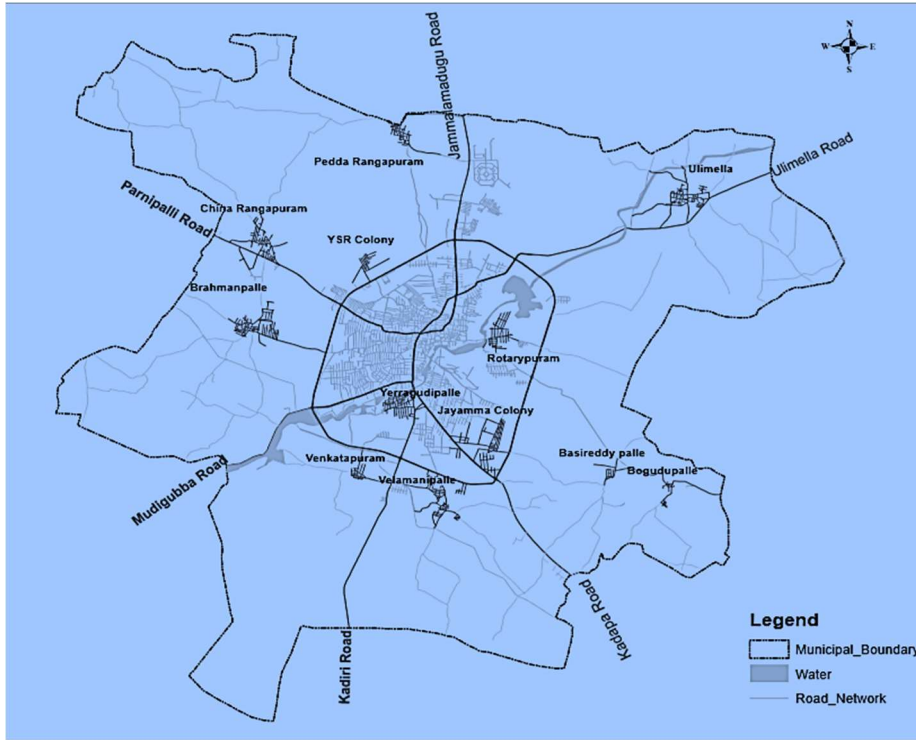 N
W E
S
Jammalamadugu Road
Pedda Rangapuram
Ulimella
Ulimella Road
Parnipalli Road
China Rangapuram
YSR Colony
Brahmanpalle
Rotarypuram
Yerragudipalle
Jayamma Colony
Basireddy palle
Bogudupalle
Venkatapuram
Velamanipalle
Mudigubba Road
Kadiri Road
Kadapa Road
Legend
Municipal_Boundary
Water
Road_Network